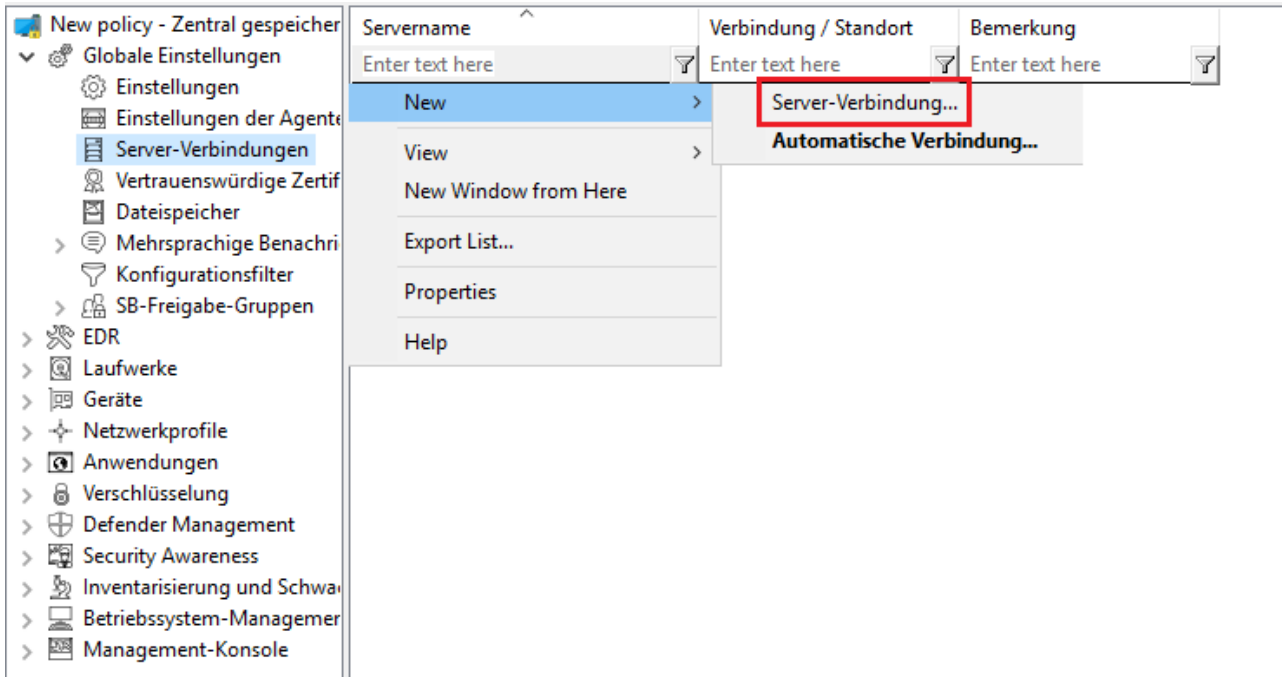 New policy - Zentral gespeicher
Globale Einstellungen
Einstellungen
Einstellungen der Agente
Server-Verbindungen
Vertrauenswürdige Zertif
Dateispeicher
Mehrsprachige Benachri
Konfigurationsfilter
SB-Freigabe-Gruppen
EDR
Laufwerke
Geräte
Netzwerkprofile
Anwendungen
Verschlüsselung
Defender Management
Security Awareness
Inventarisierung und Schwa
Betriebssystem-Managemen
Management-Konsole
Servername Verbindung / Standort Bemerkung
Enter text here Enter text here Enter text here
New
View
New Window from Here
Export List...
Properties
Help
Server-Verbindung...
Automatische Verbindung...